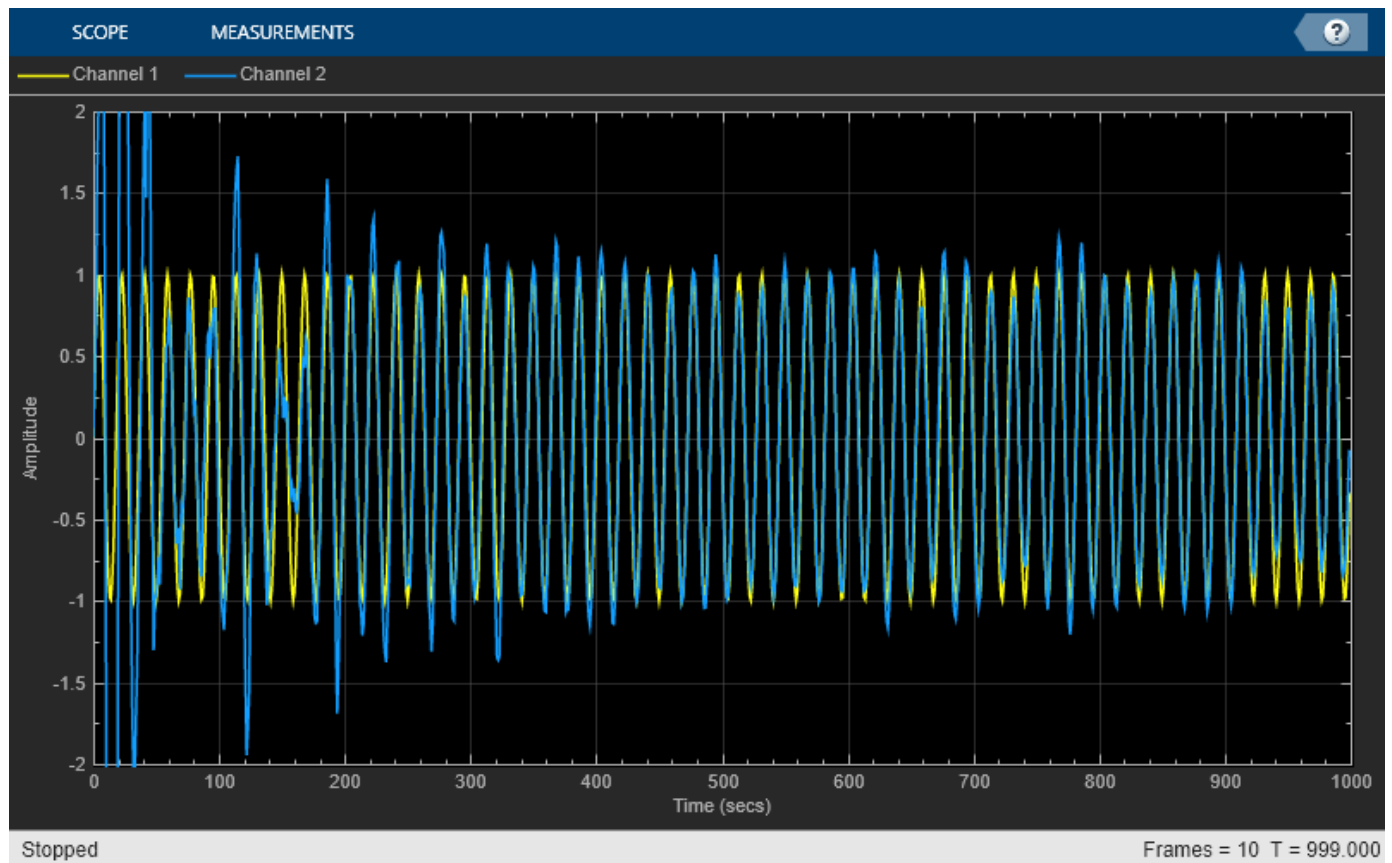 SCOPE MEASUREMENTS ?
Channel 1 Channel 2
2
1.5
1
0.5
0
-0.5
-1
-1.5
-2
Amplitude
0 100 200 300 400 500 600 700 800 900 1000
Time (secs)
Stopped Frames = 10 T = 999.000